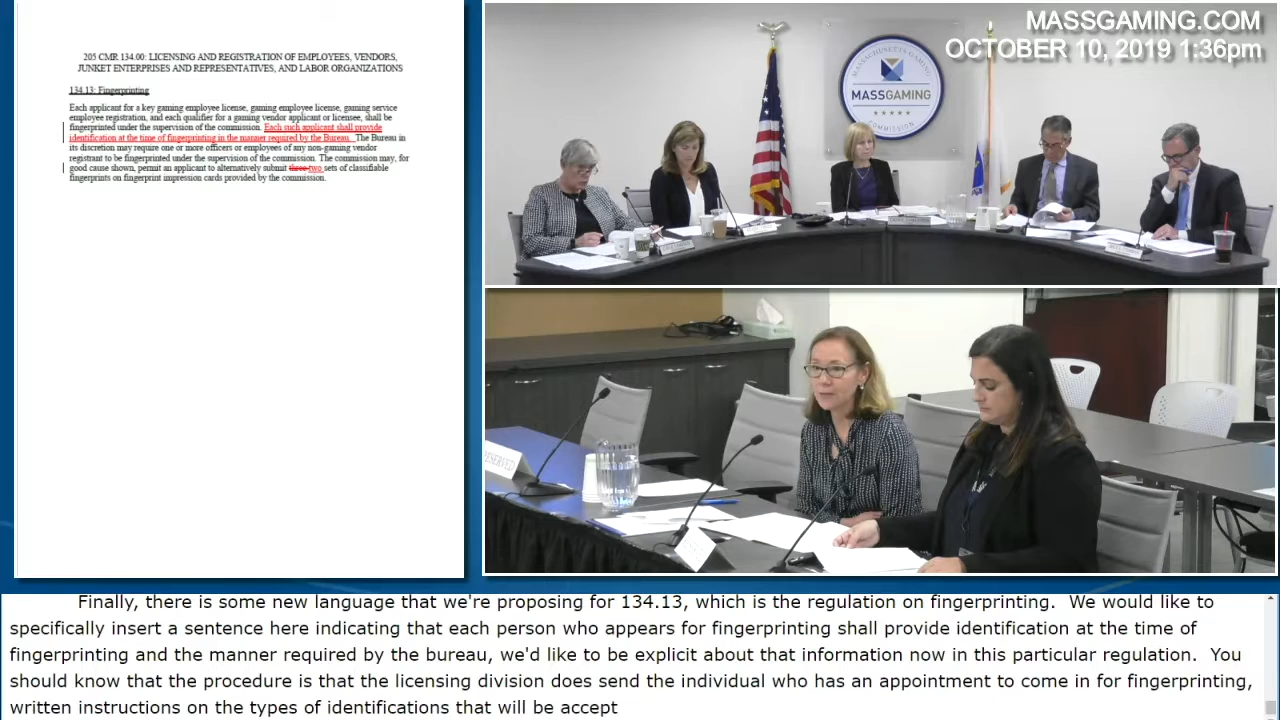 MASSGAMING.COM
OCTOBER 10, 2019 1:36pm
205 CMR 134.00: LICENSING AND REGISTRATION OF EMPLOYEES, VENDORS,
JUNKET ENTERPRISES AND REPRESENTATIVES, AND LABOR ORGANIZATIONS
134.13: Fingerprinting
Each applicant for a key gaming employee license, gaming employee license, gaming service
employee registration, and each qualifier for a gaming vendor applicant or licensee, shall be
fingerprinted under the supervision of the commission. Each such applicant shall provide
identification at the time of fingerprinting in the manner required by the Bureau. The Bureau in
its discretion may require one or more officers or employees of any non-gaming vendor
registrant to be fingerprinted under the supervision of the commission. The commission may, for
good cause shown, permit an applicant to alternatively submit three two sets of classifiable
fingerprints on fingerprint impression cards provided by the commission.
MASSACHUSETTS GAMING
MASSGAMING
COMMISSION
RESERVED
Finally, there is some new language that we're proposing for 134.13, which is the regulation on fingerprinting. We would like to
specifically insert a sentence here indicating that each person who appears for fingerprinting shall provide identification at the time of
fingerprinting and the manner required by the bureau, we'd like to be explicit about that information now in this particular regulation. You
should know that the procedure is that the licensing division does send the individual who has an appointment to come in for fingerprinting,
written instructions on the types of identifications that will be accept